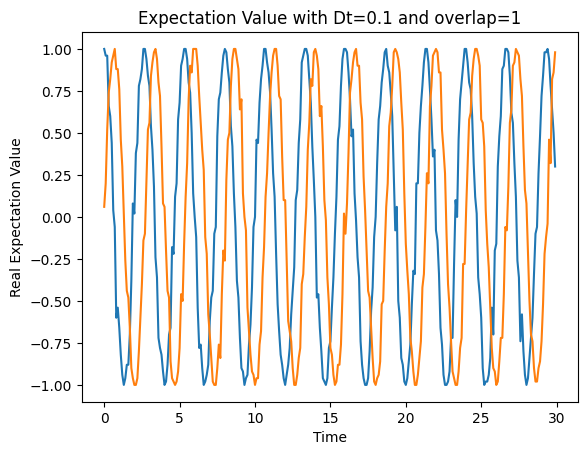 Expectation Value with Dt=0.1 and overlap=1
1.00
0.75
0.50
0.25
0.00
−0.25
−0.50
−0.75
−1.00
Real Expectation Value
0 5 10 15 20 25 30
Time